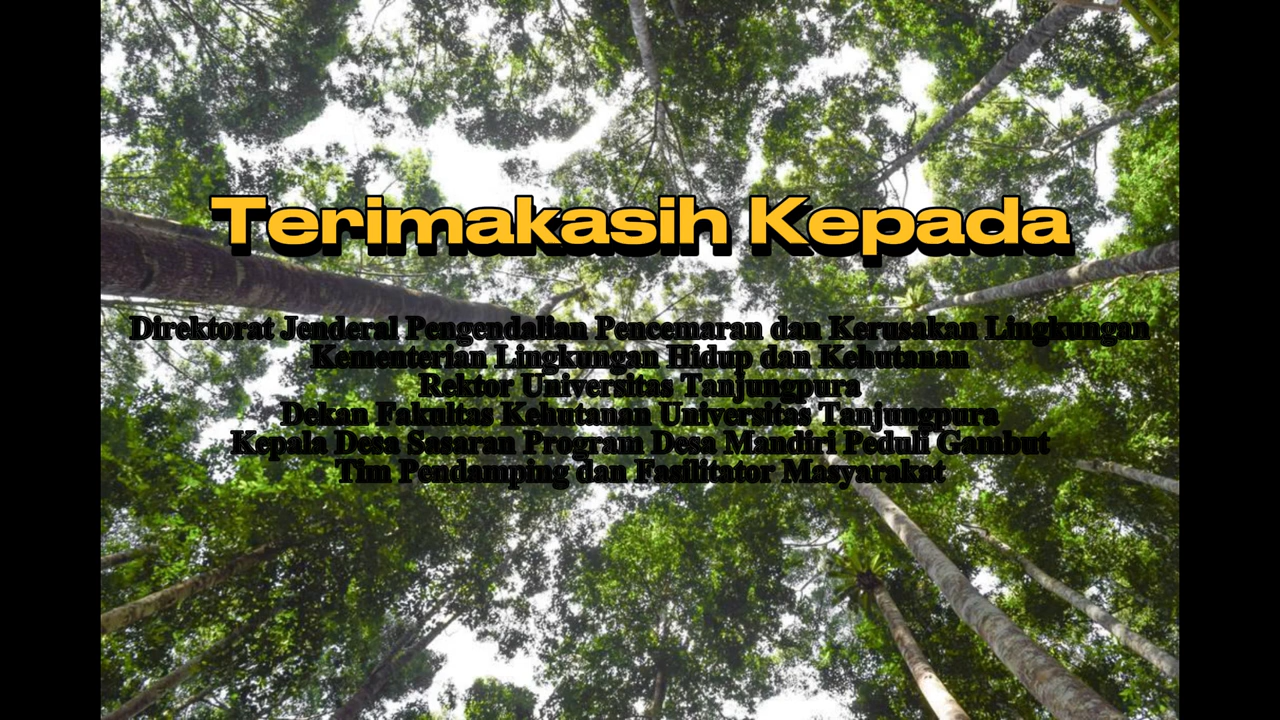 Terimakasih Kepada
Direktorat Jenderal Pengendalian Pencemaran dan Kerusakan Lingkungan
Kementerian Lingkungan Hidup dan Kehutanan
Rektor Universitas Tanjungpura
Dekan Fakultas Kehutanan Universitas Tanjungpura
Kepala Desa Sasaran Program Desa Mandiri Peduli Gambut
Tim Pendamping dan Fasilitator Masyarakat